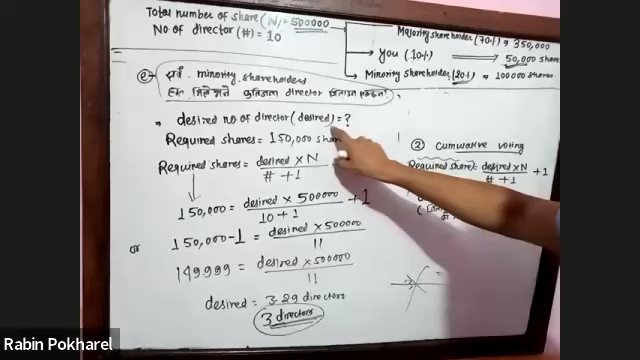 Total number of share (N) = 500000
No of director (#) = 10
Majority shareholder (70%) = 350,000
You (10%) 50,000 shares
Minority shareholder (20%) = 100000 shares
e) minority shareholders
director
⇒ desired no of director (desired) = ?
Required shares = 150,000
Required shares = desired × N / # + 1
150,000 = desired × 500000 / 10 + 1 + 1
or 150,000 - 1 = desired × 500000 / 11
149999 = desired × 500000 / 11
desired = 3.29 directors
3 directors
② Cumulative voting
Required share = desired × N / # + 1 + 1
Rabin Pokharel